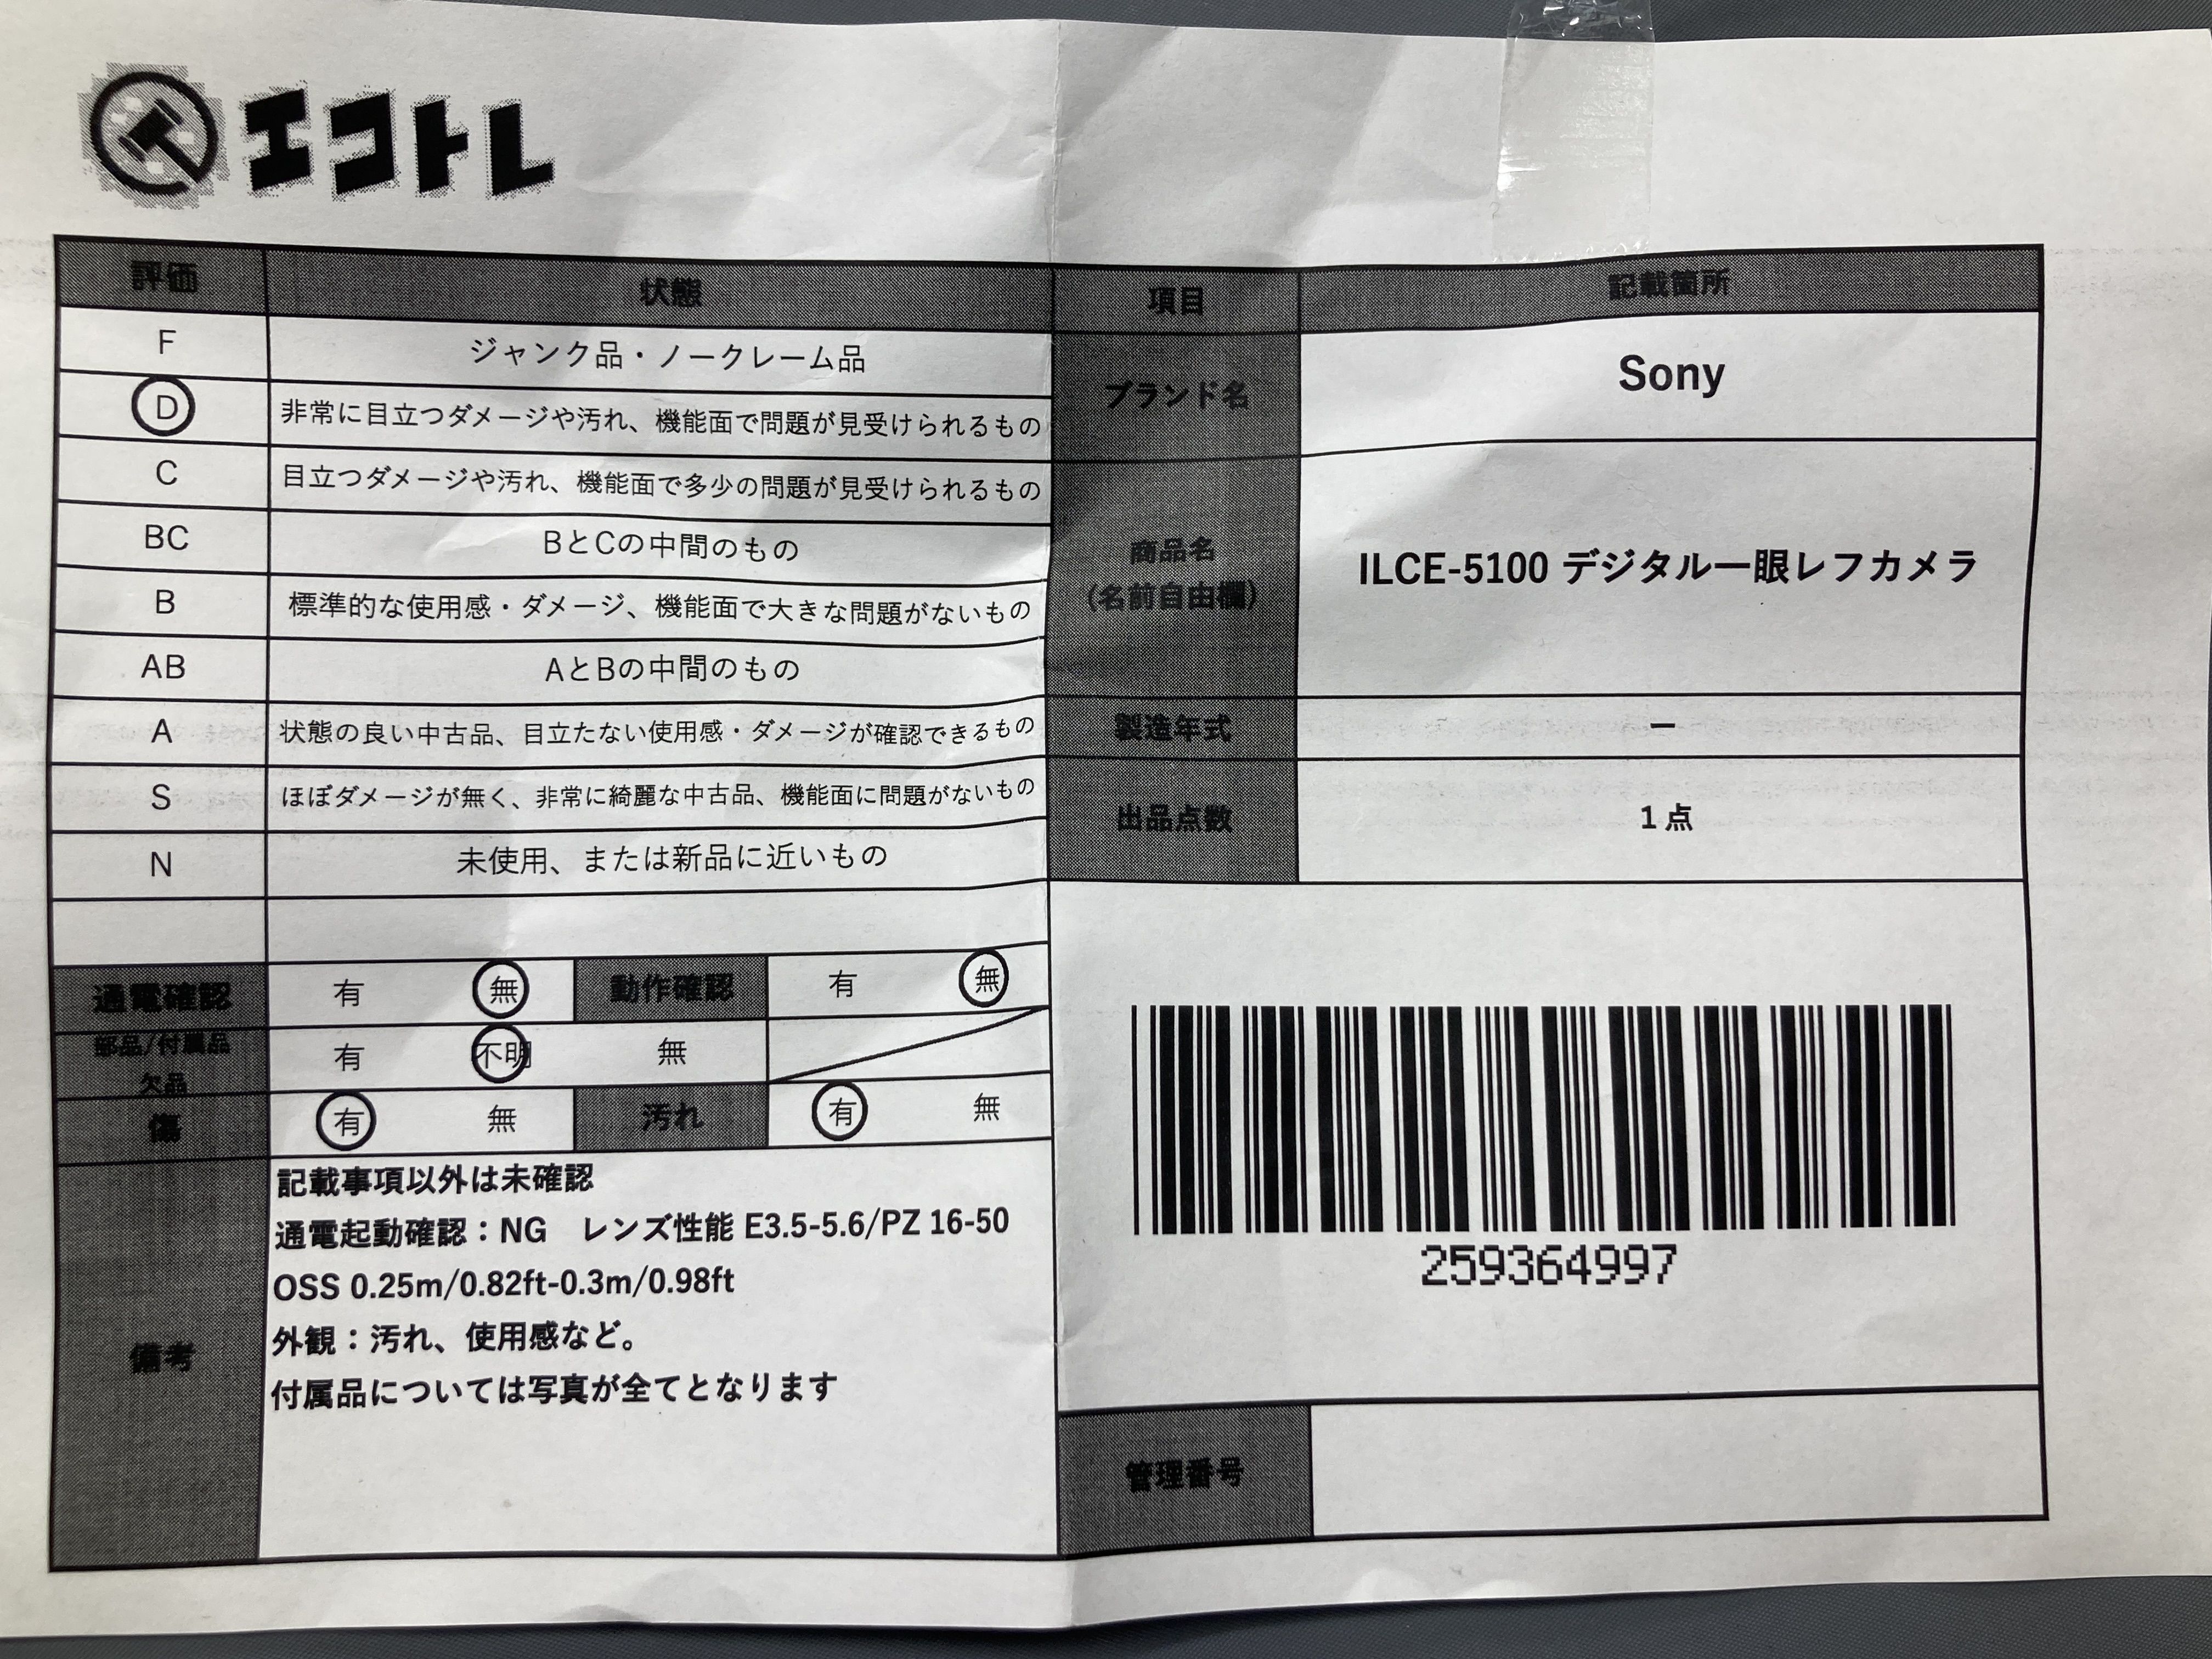 エコトレ
評価 状態
F ジャンク品・ノークレーム品
D 非常に目立つダメージや汚れ、機能面で問題が見受けられるもの
C 目立つダメージや汚れ、機能面で多少の問題が見受けられるもの
BC BとCの中間のもの
B 標準的な使用感・ダメージ、機能面で大きな問題がないもの
AB AとBの中間のもの
A 状態の良い中古品、目立たない使用感・ダメージが確認できるもの
S ほぼダメージが無く、非常に綺麗な中古品、機能面に問題がないもの
N 未使用、または新品に近いもの
通電確認 有 無 動作確認 有 無
部品/付属品
欠品 有 不明 無
傷 有 無 汚れ 有 無
備考
記載事項以外は未確認
通電起動確認：NG　レンズ性能 E3.5-5.6/PZ 16-50
OSS 0.25m/0.82ft-0.3m/0.98ft
外観：汚れ、使用感など。
付属品については写真が全てとなります
項目 記載箇所
ブランド名 Sony
商品名
(名前自由欄)
ILCE-5100 デジタル一眼レフカメラ
製造年式 ー
出品点数 1 点
259364997
管理番号